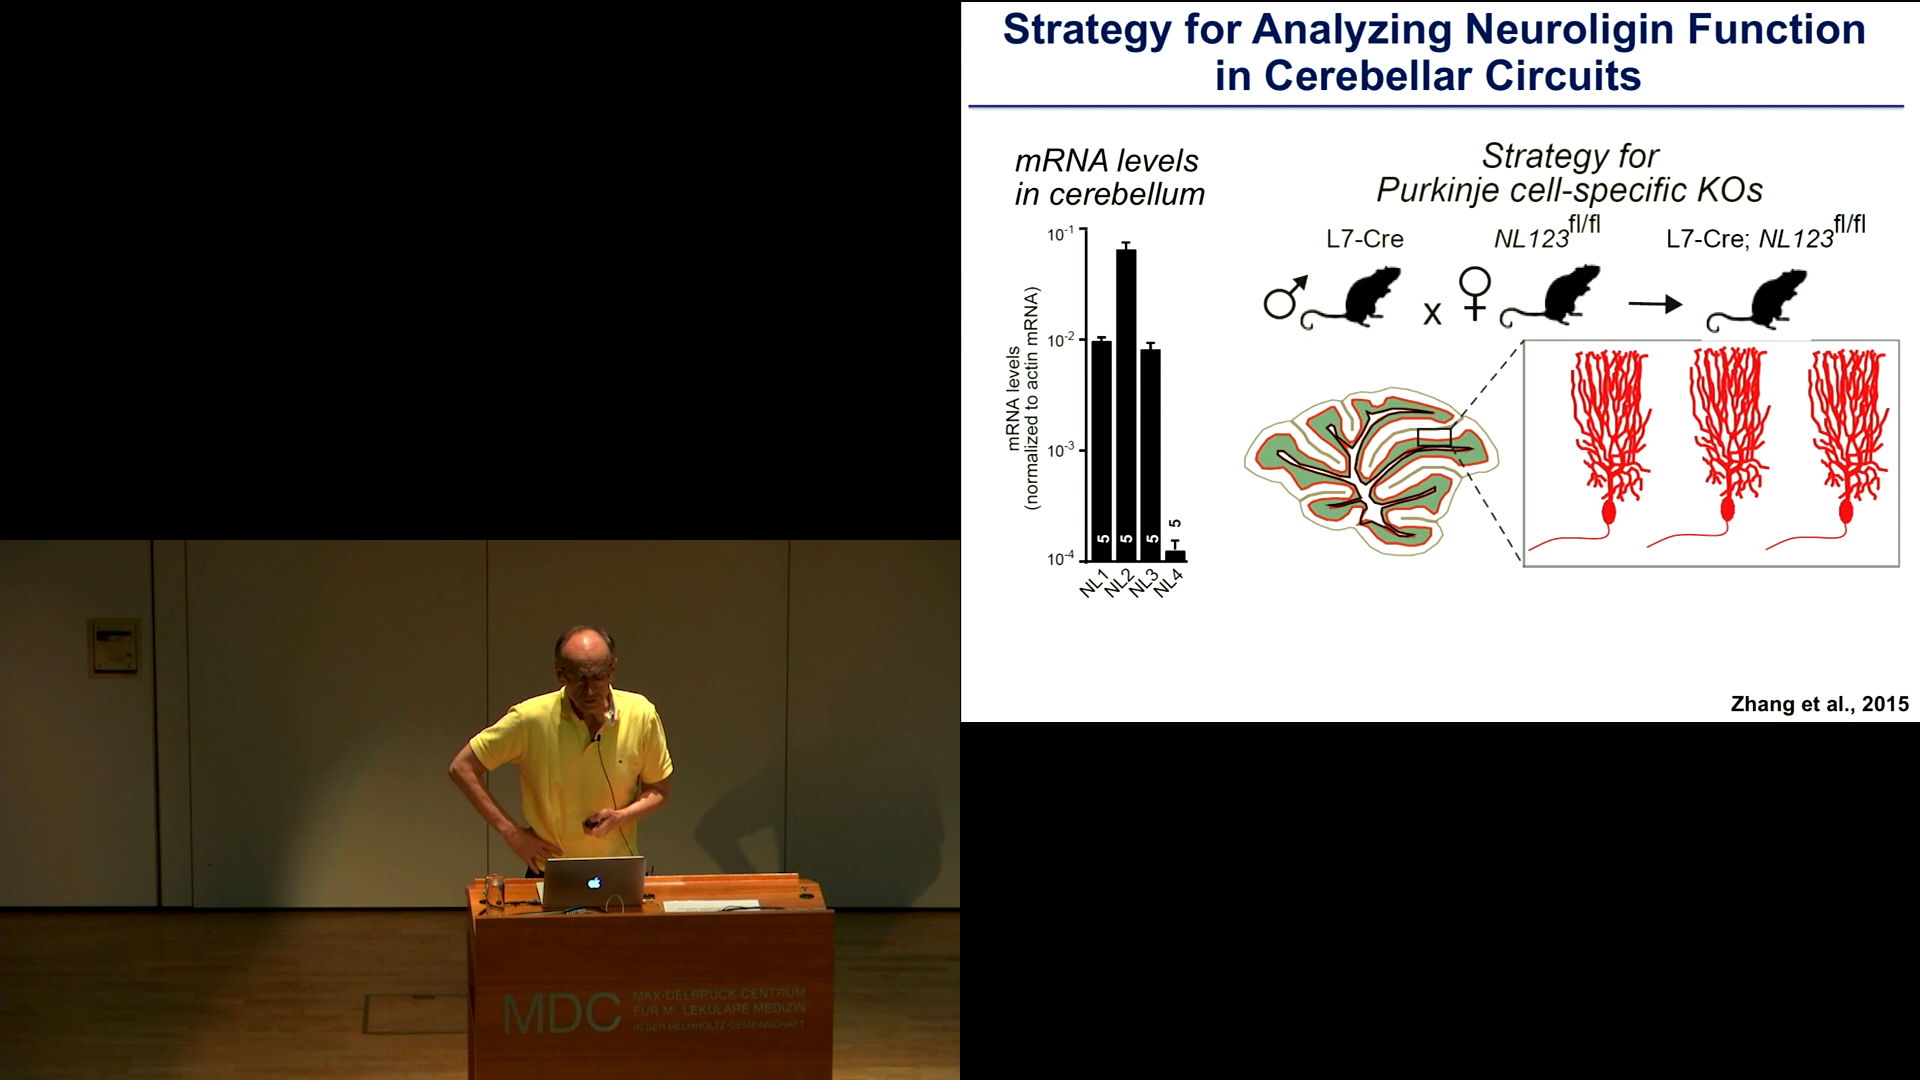 Strategy for Analyzing Neuroligin Function
in Cerebellar Circuits
mRNA levels
in cerebellum
mRNA levels
(normalized to actin mRNA)
10-1
10-2
10-3
10-4
5
5
5
5
NL1
NL2
NL3
NL4
Strategy for
Purkinje cell-specific KOs
L7-Cre
NL123fl/fl
L7-Cre; NL123fl/fl
x
Zhang et al., 2015
MDC
MAX-DELBRÜCK-CENTRUM
FÜR MOLEKULARE MEDIZIN
IN DER HELMHOLTZ-GEMEINSCHAFT